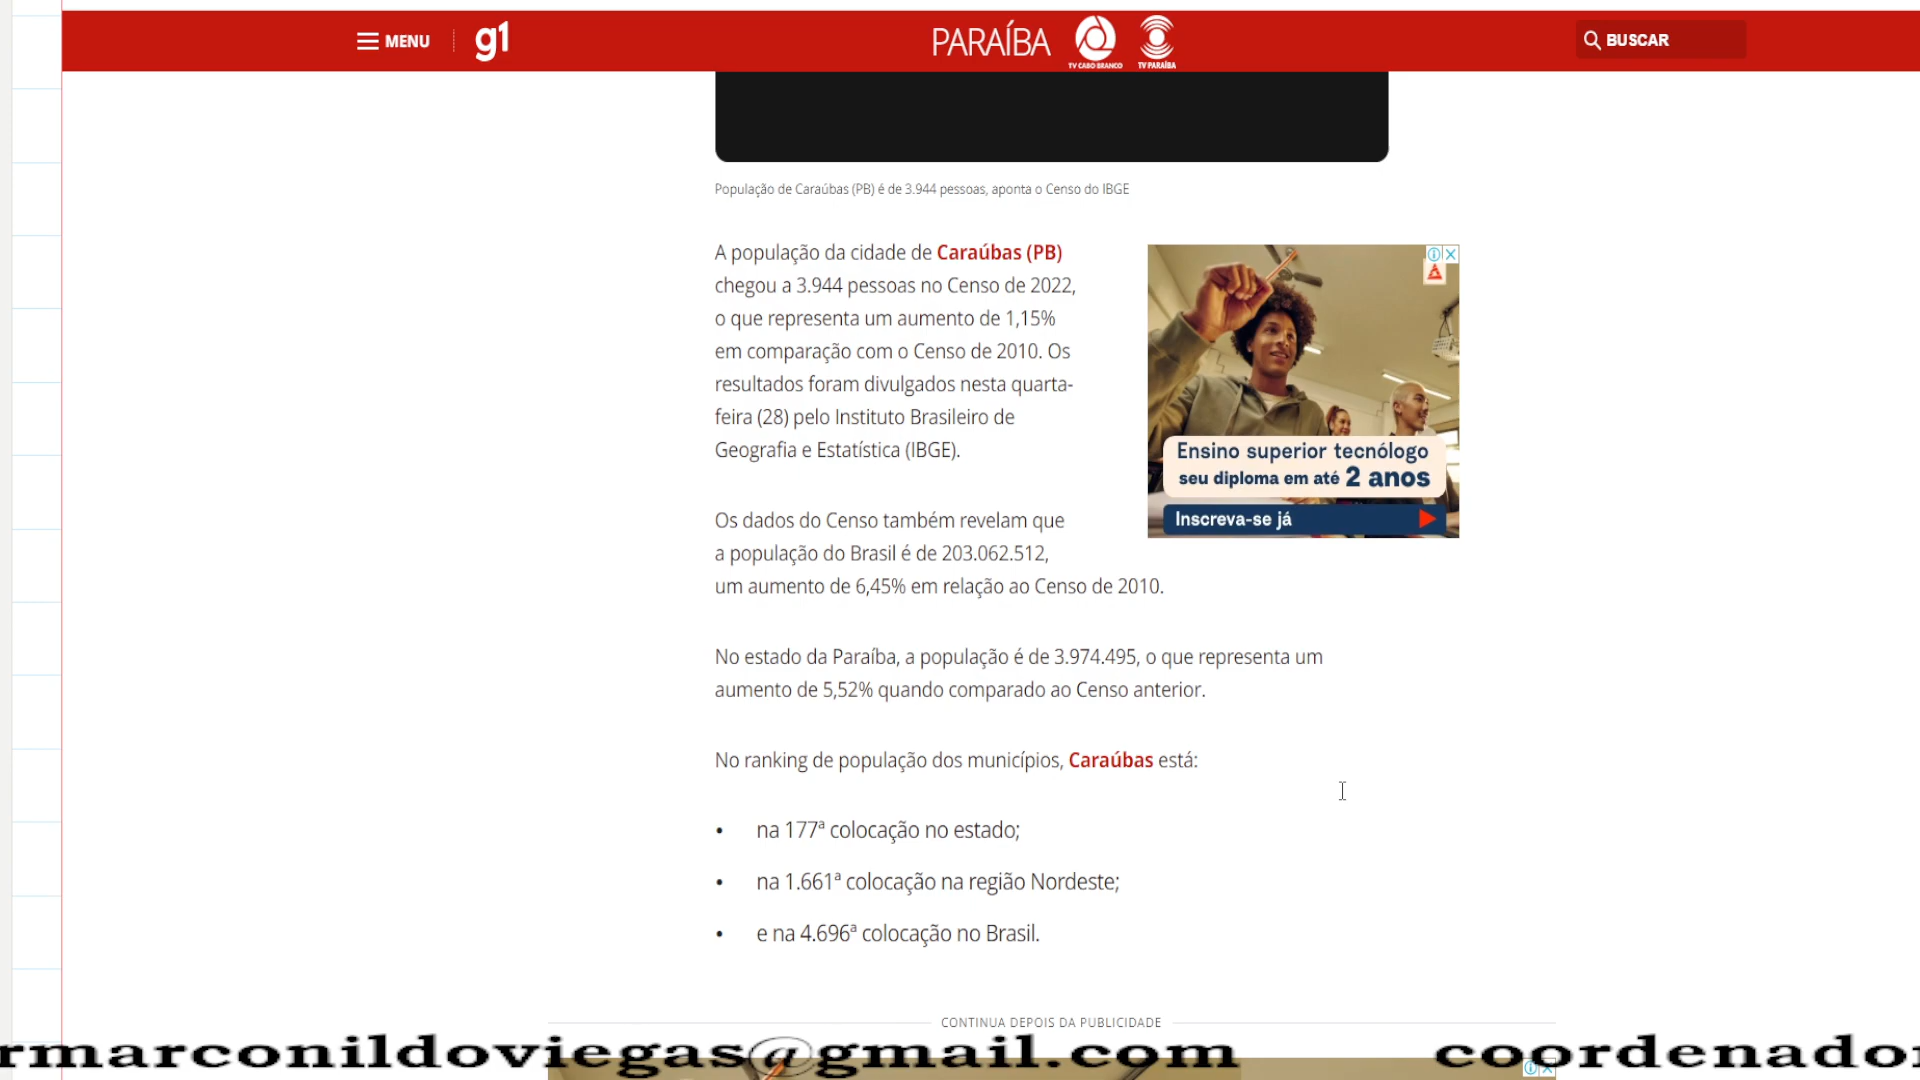 MENU
g1
PARAÍBA
TV CABO BRANCO
TV PARAÍBA
BUSCAR
População de Caraúbas (PB) é de 3.944 pessoas, aponta o Censo do IBGE
A população da cidade de Caraúbas (PB)
chegou a 3.944 pessoas no Censo de 2022,
o que representa um aumento de 1,15%
em comparação com o Censo de 2010. Os
resultados foram divulgados nesta quarta-
feira (28) pelo Instituto Brasileiro de
Geografia e Estatística (IBGE).
Ensino superior tecnólogo
seu diploma em até 2 anos
Inscreva-se já
Os dados do Censo também revelam que
a população do Brasil é de 203.062.512,
um aumento de 6,45% em relação ao Censo de 2010.
No estado da Paraíba, a população é de 3.974.495, o que representa um
aumento de 5,52% quando comparado ao Censo anterior.
No ranking de população dos municípios, Caraúbas está:
• na 177ª colocação no estado;
• na 1.661ª colocação na região Nordeste;
• e na 4.696ª colocação no Brasil.
CONTINUA DEPOIS DA PUBLICIDADE
rmarconildoviegas@gmail.com coordenado